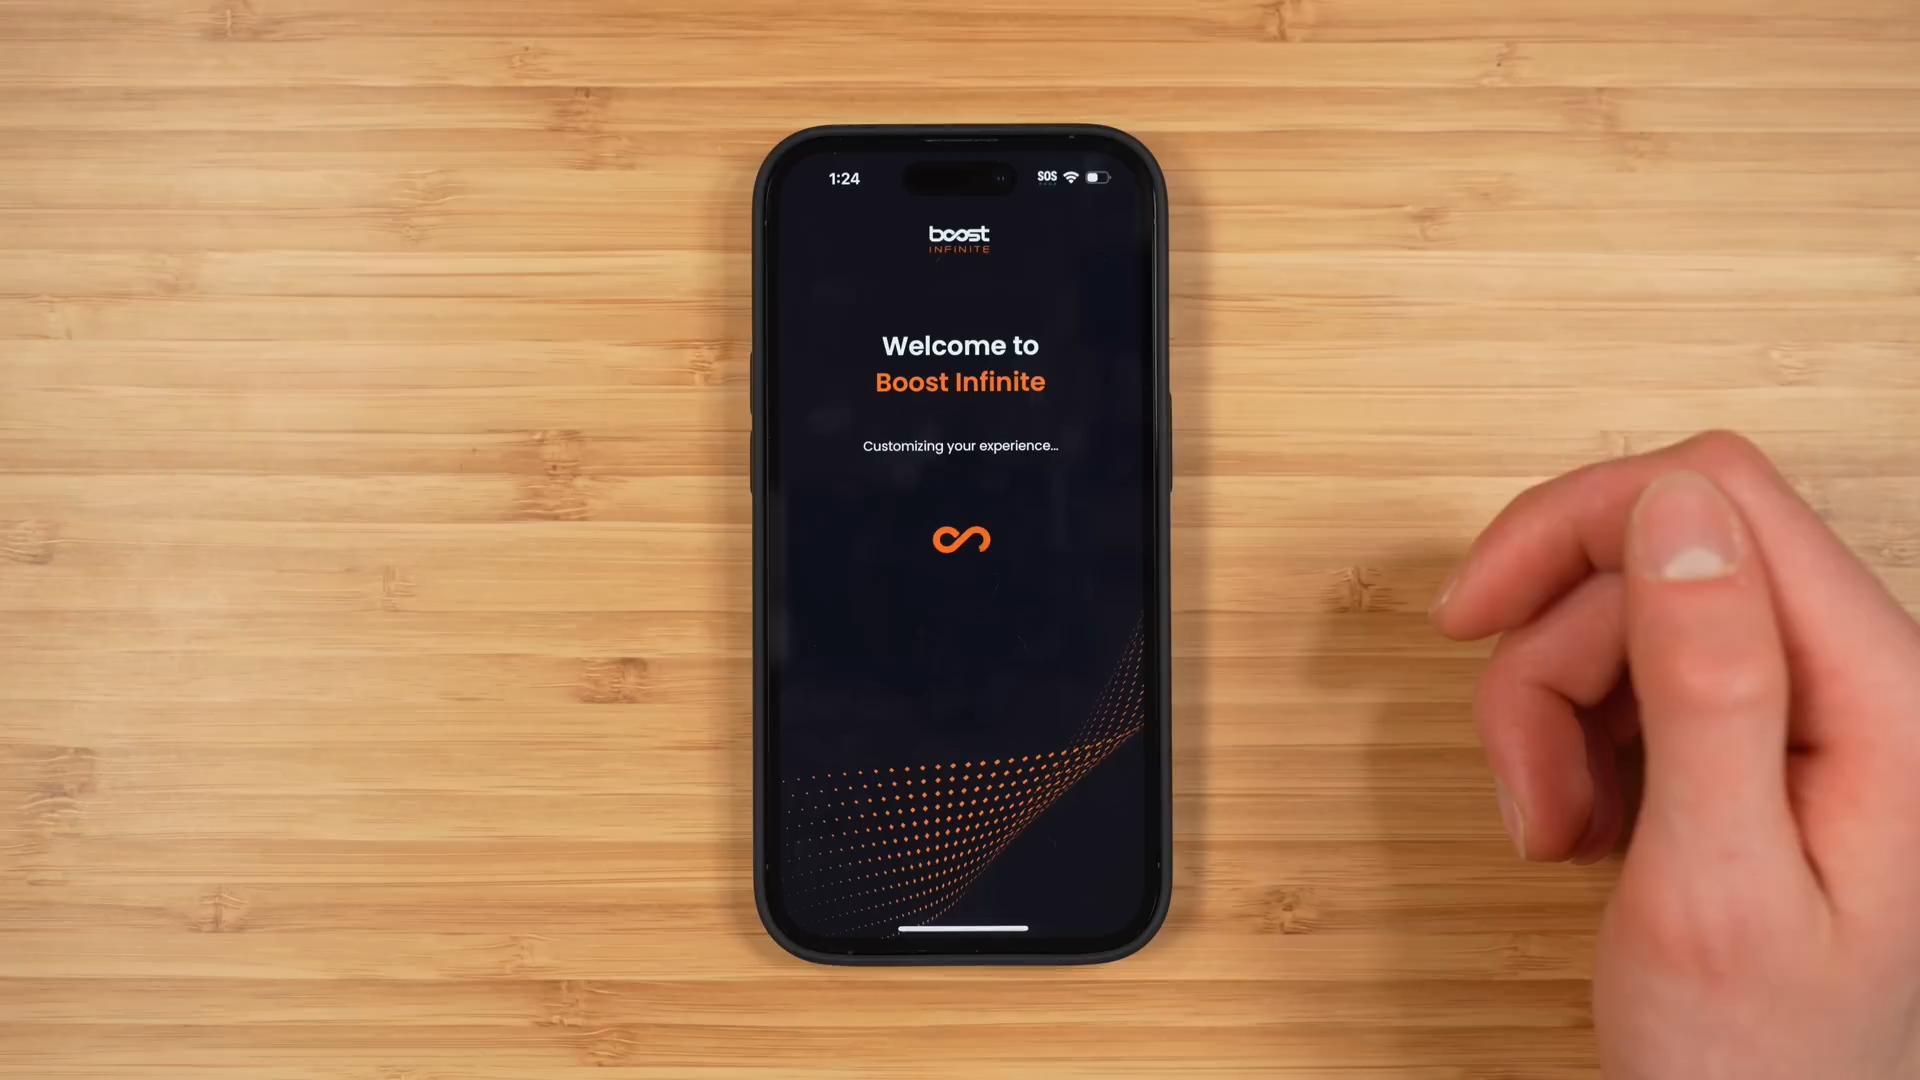 1:24
SOS
boost
INFINITE
Welcome to
Boost Infinite
Customizing your experience...